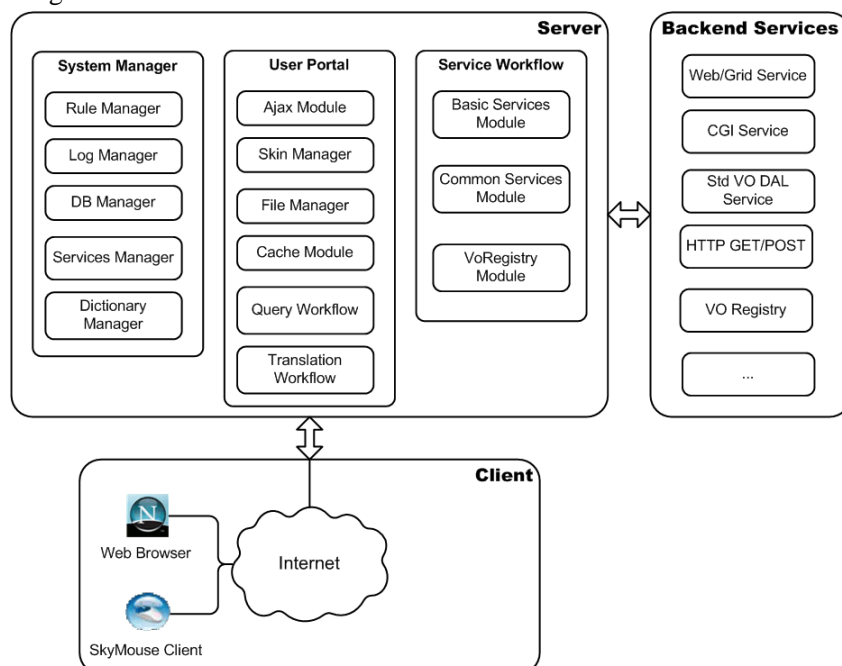 Server
System Manager
Rule Manager
Log Manager
DB Manager
Services Manager
Dictionary
Manager
User Portal
Ajax Module
Skin Manager
File Manager
Cache Module
Query Workflow
Translation
Workflow
Service Workflow
Basic Services
Module
Common Services
Module
VoRegistry
Module
Backend Services
Web/Grid Service
CGI Service
Std VO DAL
Service
HTTP GET/POST
VO Registry
...
Client
N
Web Browser
SkyMouse Client
Internet